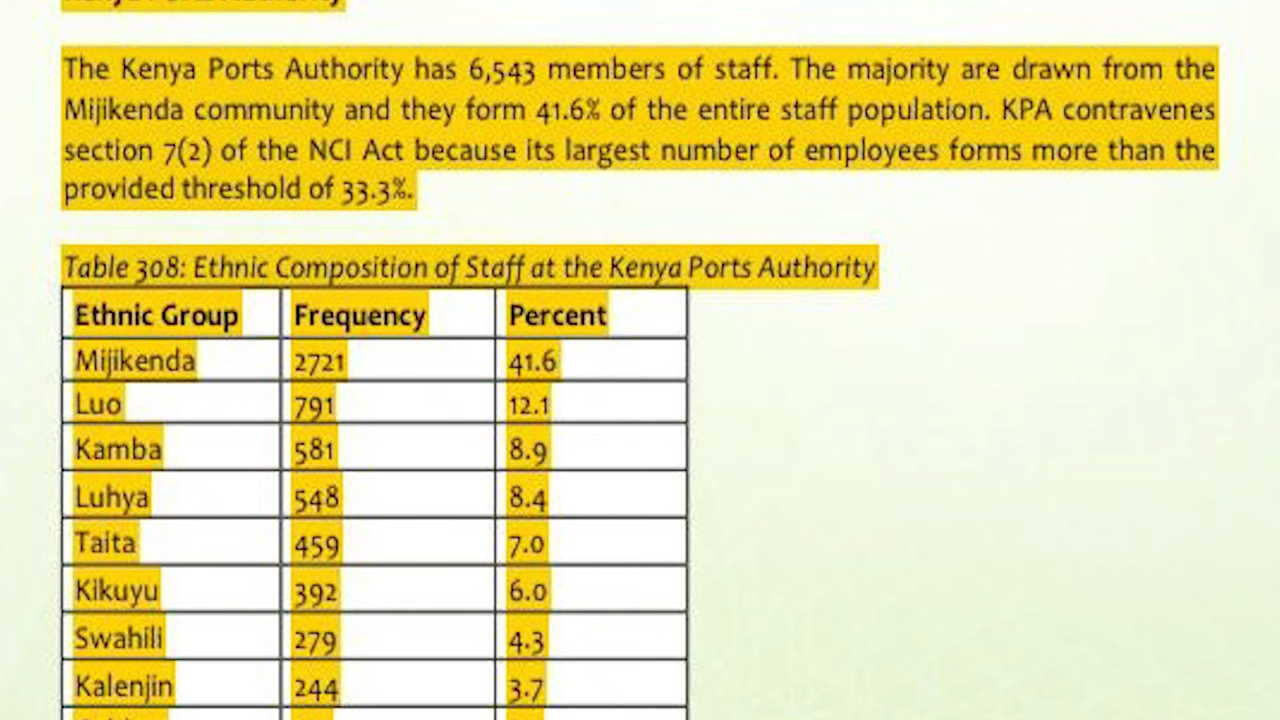 The Kenya Ports Authority has 6,543 members of staff. The majority are drawn from the
Mijikenda community and they form 41.6% of the entire staff population. KPA contravenes
section 7(2) of the NCI Act because its largest number of employees forms more than the
provided threshold of 33.3%.
Table 308: Ethnic Composition of Staff at the Kenya Ports Authority
Ethnic Group Frequency Percent
Mijikenda 2721 41.6
Luo 791 12.1
Kamba 581 8.9
Luhya 548 8.4
Taita 459 7.0
Kikuyu 392 6.0
Swahili 279 4.3
Kalenjin 244 3.7